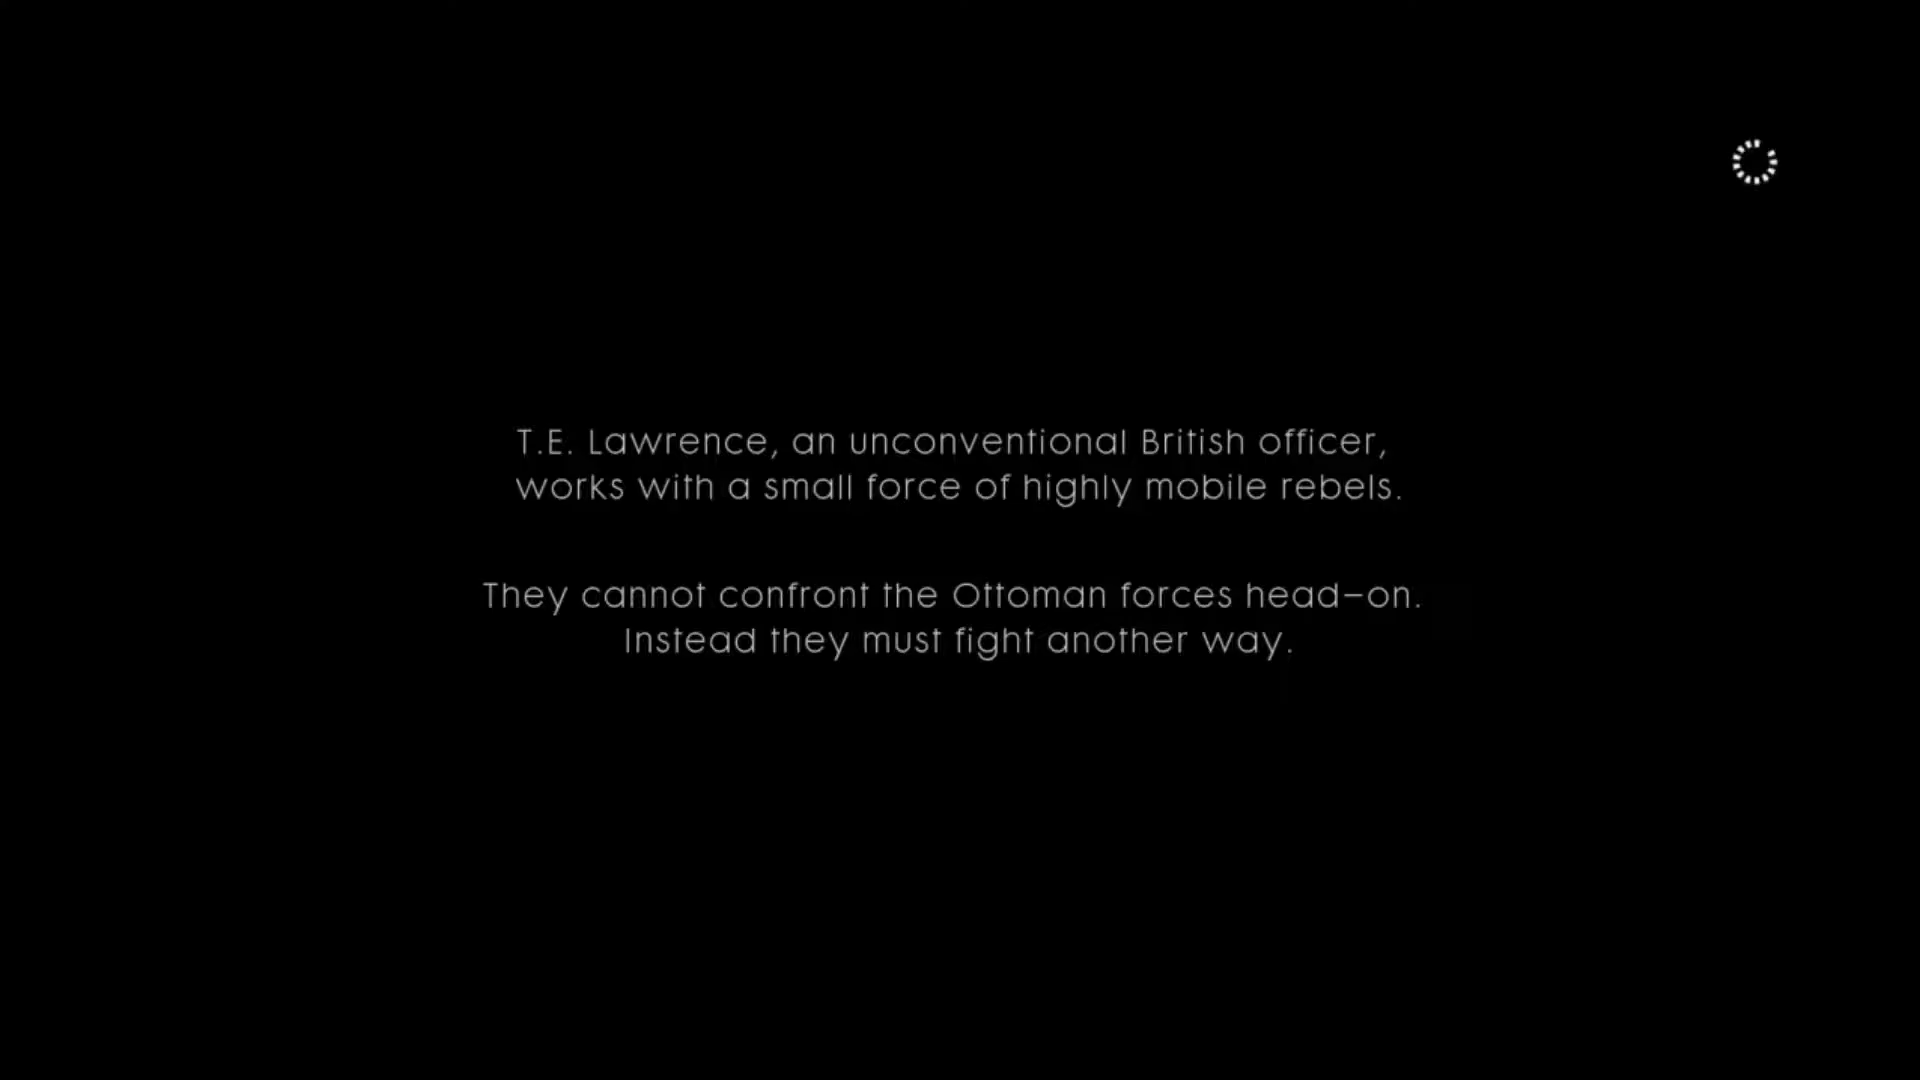 T.E. Lawrence, an unconventional British officer,
works with a small force of highly mobile rebels.
They cannot confront the Ottoman forces head-on.
Instead they must fight another way.